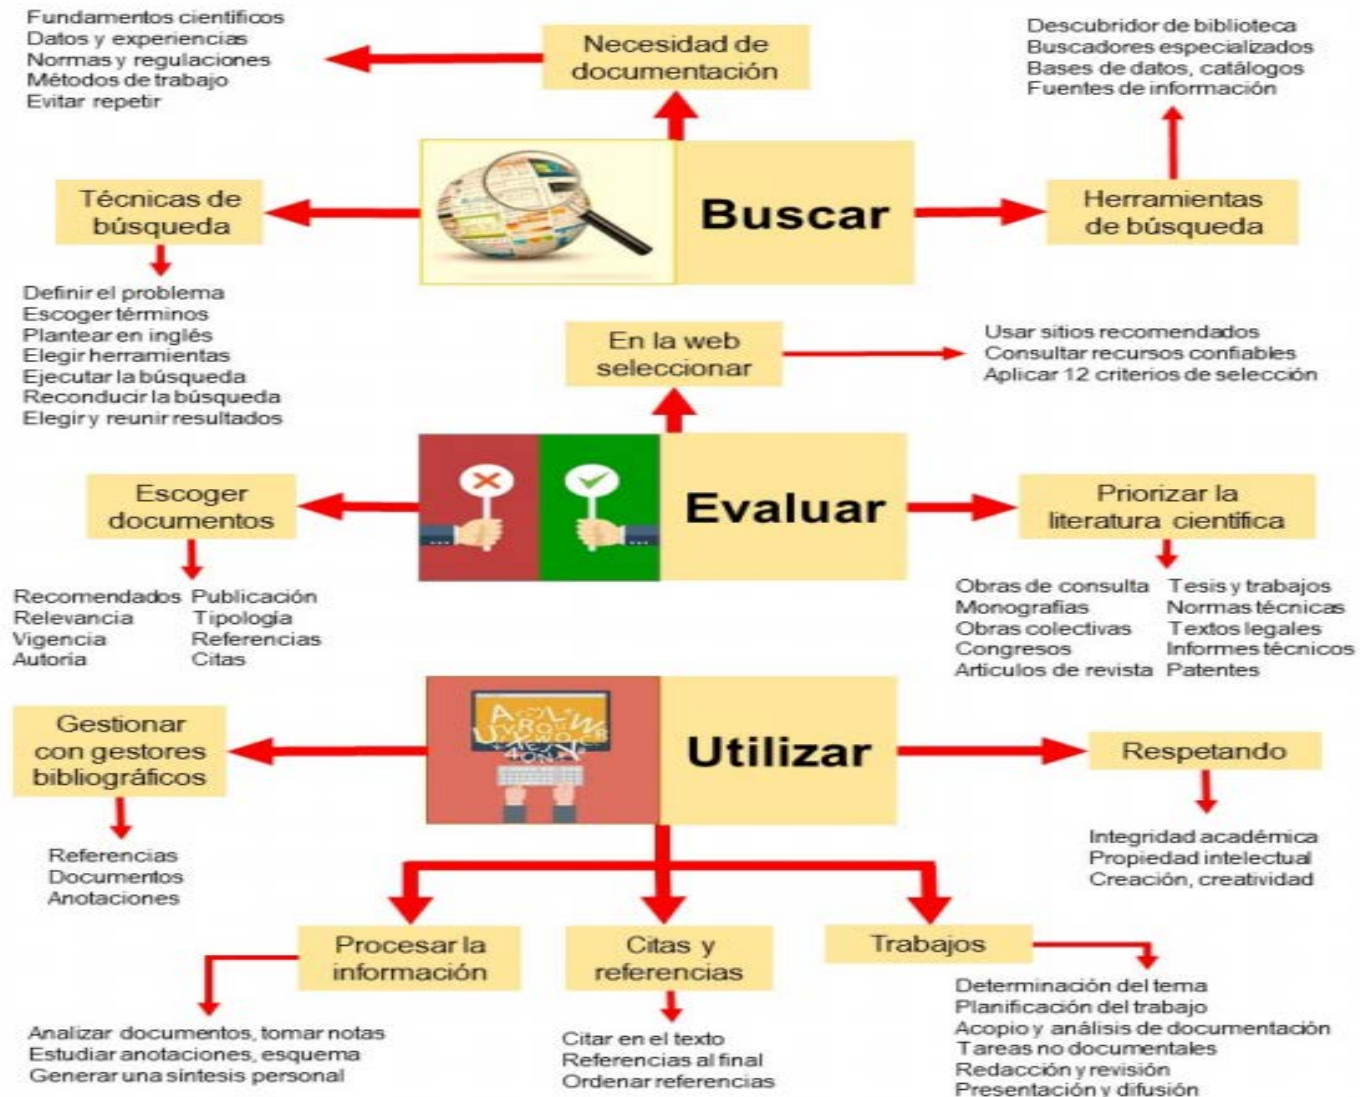 Fundamentos científicos
Datos y experiencias
Normas y regulaciones
Métodos de trabajo
Evitar repetir
Necesidad de
documentación
Descubridor de biblioteca
Buscadores especializados
Bases de datos, catálogos
Fuentes de información
Técnicas de
búsqueda
Buscar
Herramientas
de búsqueda
Definir el problema
Escoger términos
Plantear en inglés
Elegir herramientas
Ejecutar la búsqueda
Reconducir la búsqueda
Elegir y reunir resultados
En la web
seleccionar
Usar sitios recomendados
Consultar recursos confiables
Aplicar 12 criterios de selección
Escoger
documentos
Evaluar
Priorizar la
literatura científica
Recomendados
Relevancia
Vigencia
Autoría
Publicación
Tipología
Referencias
Citas
Obras de consulta
Monografías
Obras colectivas
Congresos
Artículos de revista
Tesis y trabajos
Normas técnicas
Textos legales
Informes técnicos
Patentes
Gestionar
con gestores
bibliográficos
Utilizar
Respetando
Referencias
Documentos
Anotaciones
Integridad académica
Propiedad intelectual
Creación, creatividad
Procesar la
información
Citas y
referencias
Trabajos
Analizar documentos, tomar notas
Estudiar anotaciones, esquema
Generar una síntesis personal
Citar en el texto
Referencias al final
Ordenar referencias
Determinación del tema
Planificación del trabajo
Acopio y análisis de documentación
Tareas no documentales
Redacción y revisión
Presentación y difusión